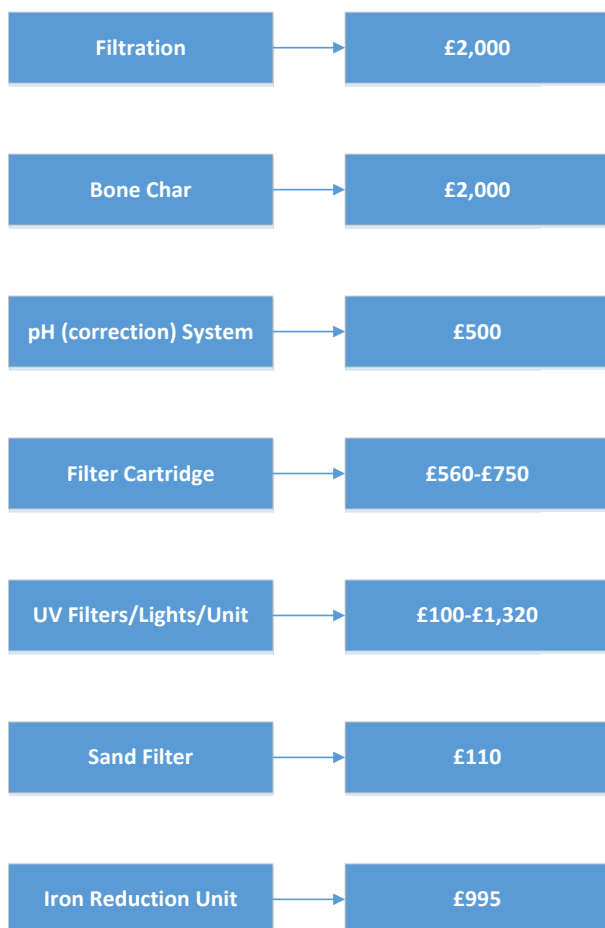 Filtration
£2,000
Bone Char
£2,000
pH (correction) System
£500
Filter Cartridge
£560-£750
UV Filters/Lights/Unit
£100-£1,320
Sand Filter
£110
Iron Reduction Unit
£995